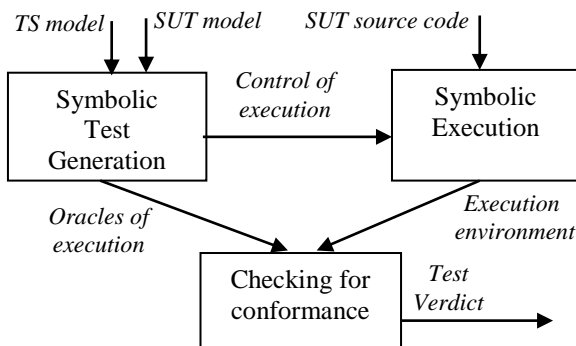 TS model
SUT model
SUT source code
Symbolic
Test
Generation
Control of
execution
Symbolic
Execution
Oracles of
execution
Execution
environment
Checking for
conformance
Test
Verdict